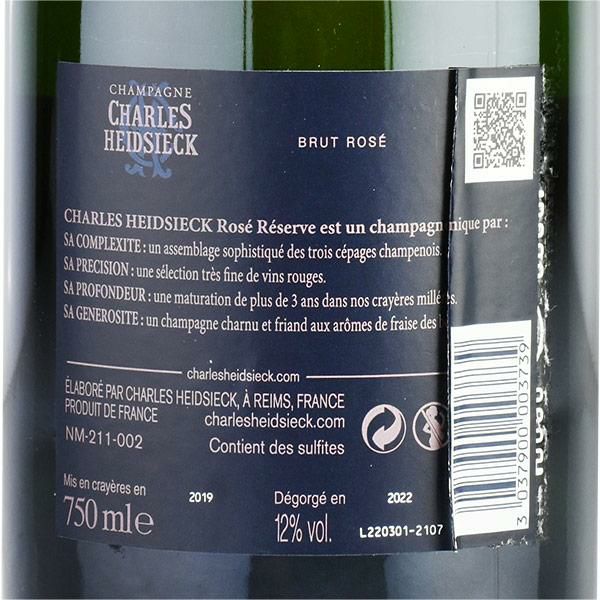 CHAMPAGNE
CHARLES
HEIDSIECK
BRUT ROSÉ
CHARLES HEIDSIECK Rosé Réserve est un champagn nique par :
SA COMPLEXITE : un assemblage sophistiqué des trois cépages champenois.
SA PRECISION : une sélection très fine de vins rouges.
SA PROFONDEUR : une maturation de plus de 3 ans dans nos crayères millé s.
SA GENEROSITE : un champagne charnu et friand aux arômes de fraise des b
charlesheidsieck.com
ÉLABORÉ PAR CHARLES HEIDSIECK, À REIMS, FRANCE
PRODUIT DE FRANCE
charlesheidsieck.com
NM-211-002
Contient des sulfites
Mis en crayères en 2019
Dégorgé en 2022
750 ml e
12% vol.
L220301-2107
3 037900 003739